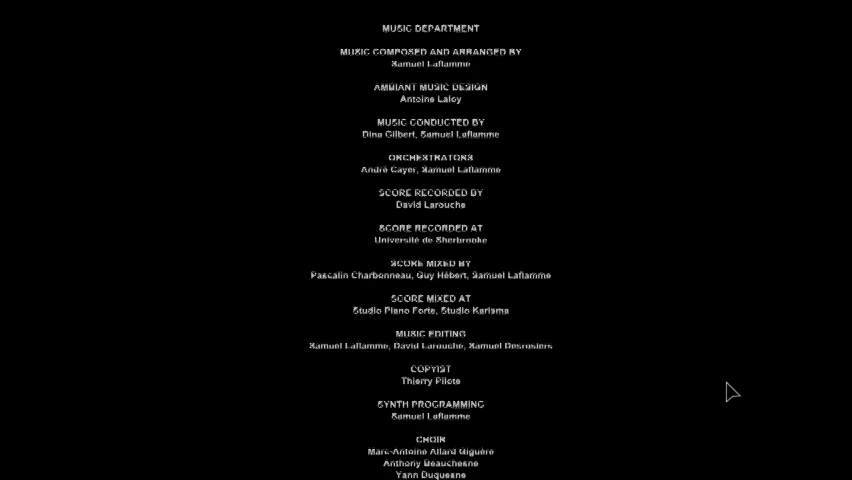 MUSIC DEPARTMENT
MUSIC COMPOSED AND ARRANGED BY
Samuel Laflamme
AMBIANT MUSIC DESIGN
Antoine Laloy
MUSIC CONDUCTED BY
Dina Gilbert, Samuel Laflamme
ORCHESTRATORS
André Cayer, Samuel Laflamme
SCORE RECORDED BY
David Larouche
SCORE RECORDED AT
Université de Sherbrooke
SCORE MIXED BY
Pascalin Charbonneau, Guy Hébert, Samuel Laflamme
SCORE MIXED AT
Studio Piano Forte, Studio Karisma
MUSIC EDITING
Samuel Laflamme, David Larouche, Samuel Desrosiers
COPYIST
Thierry Pilote
SYNTH PROGRAMMING
Samuel Laflamme
CHOIR
Marc-Antoine Allard Giguère
Anthony Beauchesne
Yann Duquesne